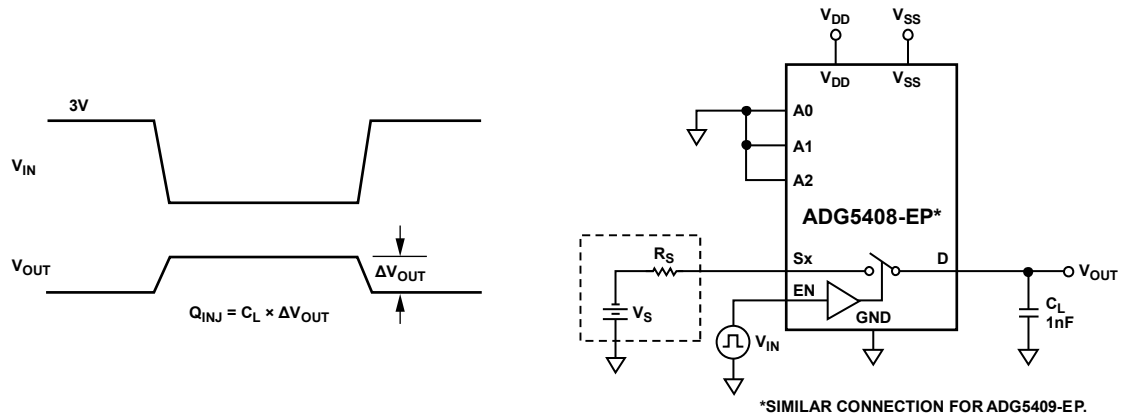 3V
V_IN
V_OUT
ΔV_OUT
Q_INJ = C_L × ΔV_OUT
V_DD
V_SS
V_DD
V_SS
A0
A1
A2
ADG5408-EP*
R_S
Sx
D
V_OUT
EN
V_S
GND
C_L
1nF
V_IN
*SIMILAR CONNECTION FOR ADG5409-EP.